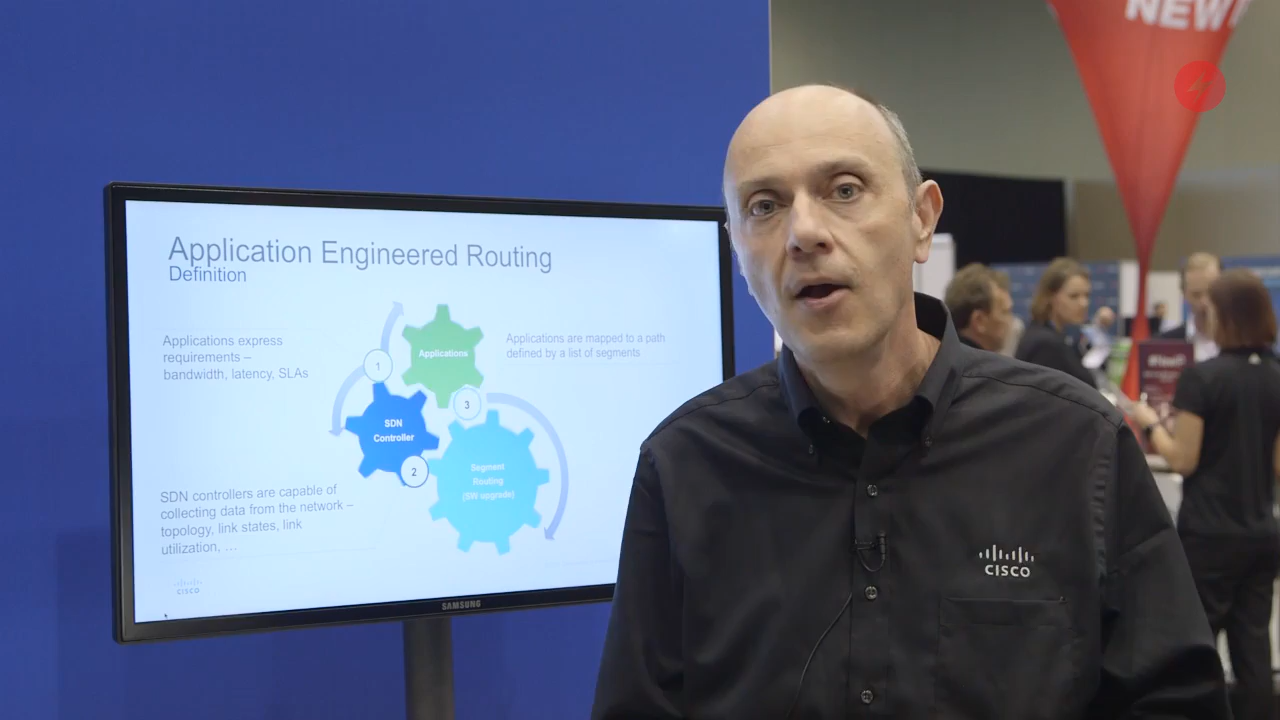 NEW
Application Engineered Routing
Definition
Applications express
requirements –
bandwidth, latency, SLAs
1
Applications
Applications are mapped to a path
defined by a list of segments
3
SDN
Controller
2
Segment
Routing
(SW upgrade)
SDN controllers are capable of
collecting data from the network –
topology, link states, link
utilization, …
CISCO
SAMSUNG
CISCO